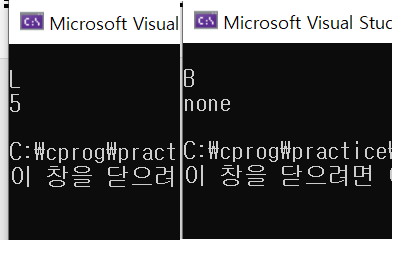 Microsoft Visual
L
5
C:\cprog\pract
이 창을 닫으려
Microsoft Visual Stud
B
none
C:\cprog\practice\
이 창을 닫으려면